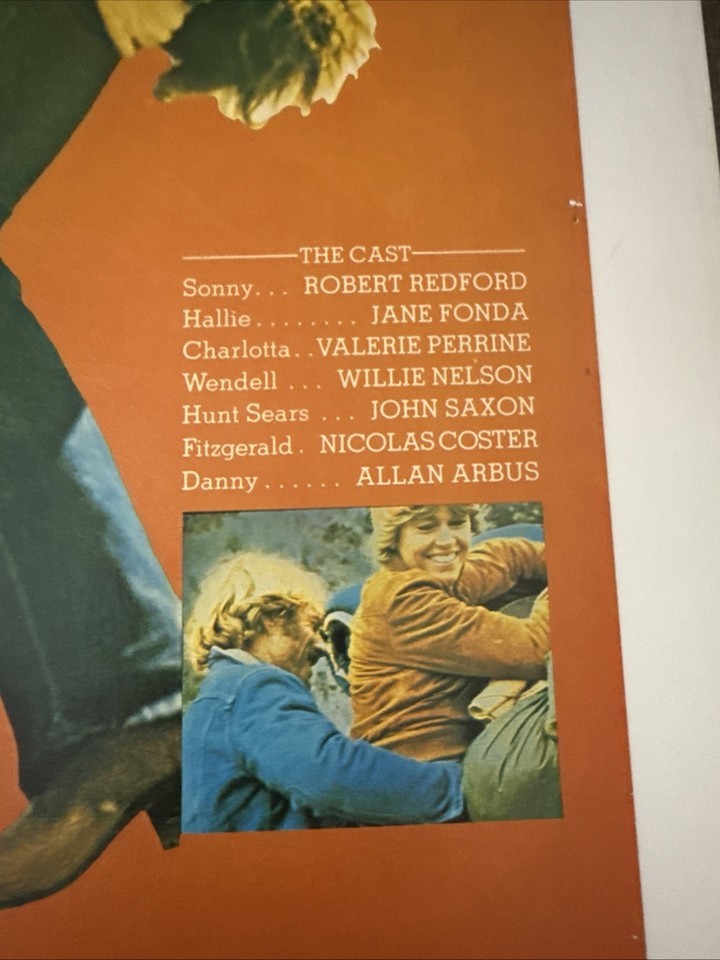 THE CAST
Sonny... ROBERT REDFORD
Hallie........ JANE FONDA
Charlotta..VALERIE PERRINE
Wendell ... WILLIE NELSON
Hunt Sears ... JOHN SAXON
Fitzgerald. NICOLAS COSTER
Danny...... ALLAN ARBUS